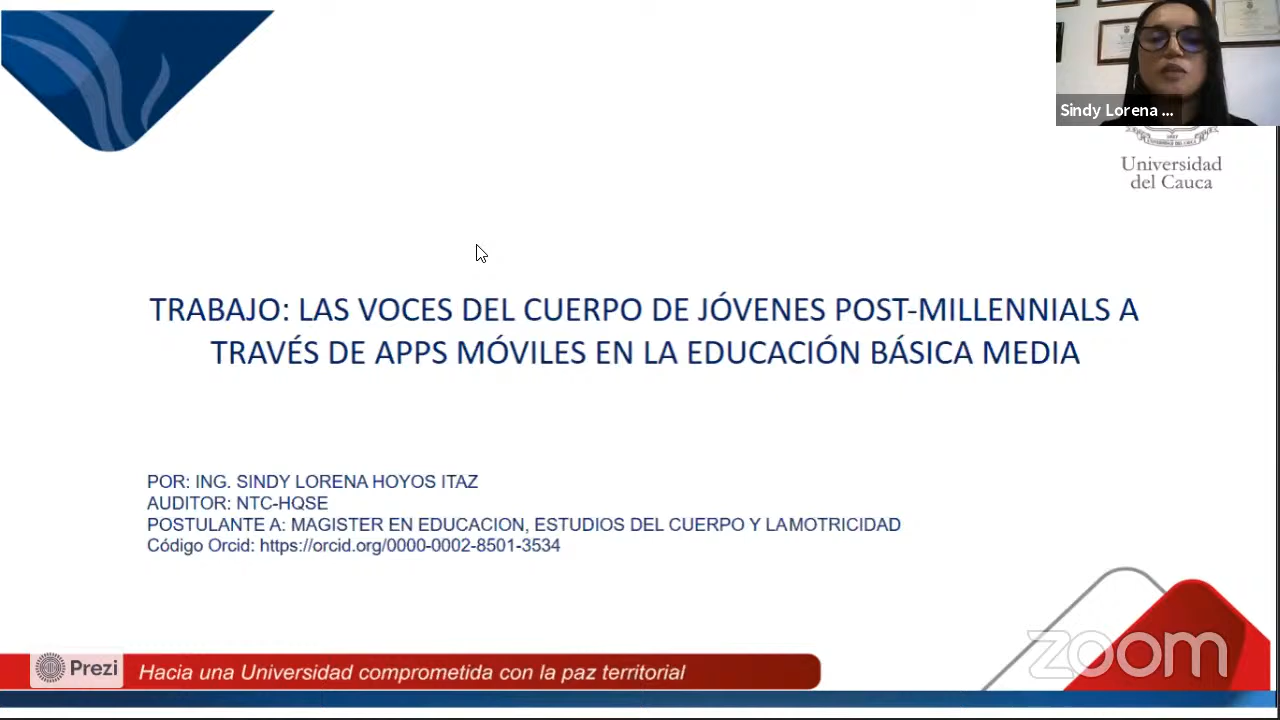 Sindy Lorena ...
Universidad
del Cauca
TRABAJO: LAS VOCES DEL CUERPO DE JÓVENES POST-MILLENNIALS A
TRAVÉS DE APPS MÓVILES EN LA EDUCACIÓN BÁSICA MEDIA
POR: ING. SINDY LORENA HOYOS ITAZ
AUDITOR: NTC-HQSE
POSTULANTE A: MAGISTER EN EDUCACION, ESTUDIOS DEL CUERPO Y LAMOTRICIDAD
Código Orcid: https://orcid.org/0000-0002-8501-3534
zoom
Prezi
Hacia una Universidad comprometida con la paz territorial